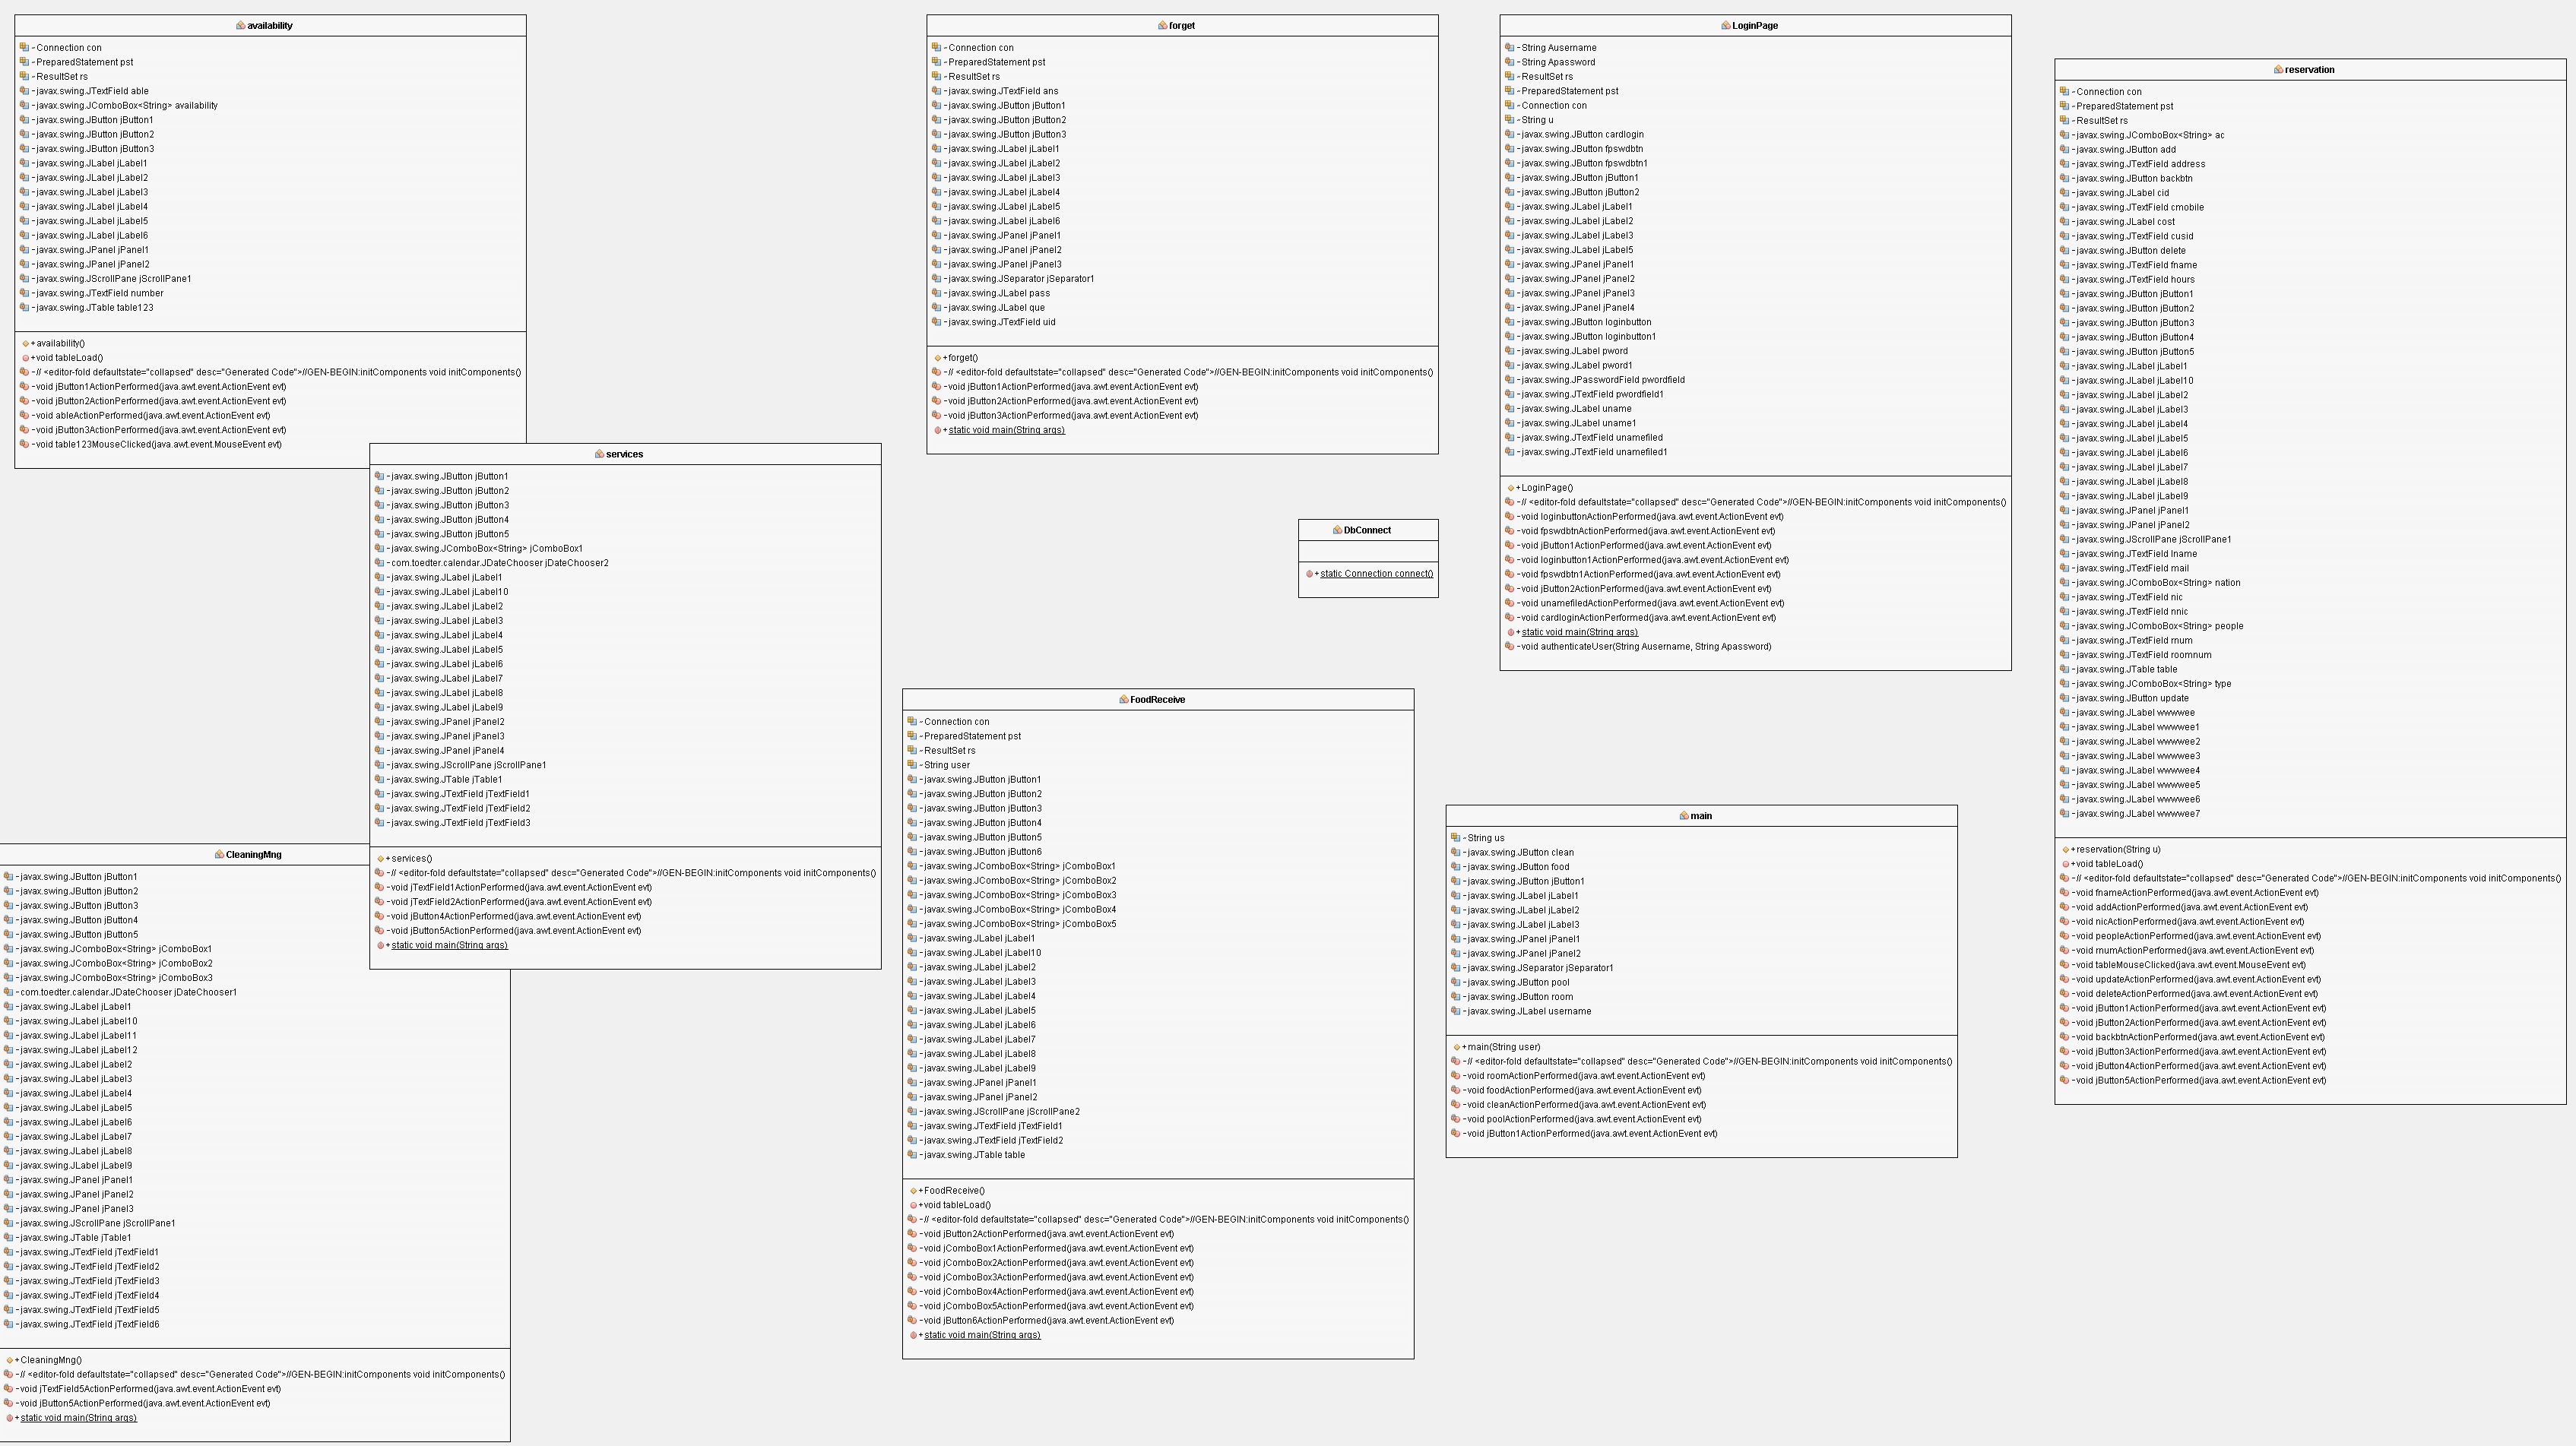 availability
~Connection con
~PreparedStatement pst
~ResultSet rs
-javax.swing.JTextField able
-javax.swing.JComboBox<String> availability
-javax.swing.JButton jButton1
-javax.swing.JButton jButton2
-javax.swing.JButton jButton3
-javax.swing.JLabel jLabel1
-javax.swing.JLabel jLabel2
-javax.swing.JLabel jLabel3
-javax.swing.JLabel jLabel4
-javax.swing.JLabel jLabel5
-javax.swing.JLabel jLabel6
-javax.swing.JPanel jPanel1
-javax.swing.JPanel jPanel2
-javax.swing.JScrollPane jScrollPane1
-javax.swing.JTextField number
-javax.swing.JTable table123
+availability()
+void tableLoad()
-// <editor-fold defaultstate="collapsed" desc="Generated Code">//GEN-BEGIN:initComponents void initComponents()
-void jButton1ActionPerformed(java.awt.event.ActionEvent evt)
-void jButton2ActionPerformed(java.awt.event.ActionEvent evt)
-void ableActionPerformed(java.awt.event.ActionEvent evt)
-void jButton3ActionPerformed(java.awt.event.ActionEvent evt)
-void table123MouseClicked(java.awt.event.MouseEvent evt)
forget
~Connection con
~PreparedStatement pst
~ResultSet rs
-javax.swing.JTextField ans
-javax.swing.JButton jButton1
-javax.swing.JButton jButton2
-javax.swing.JButton jButton3
-javax.swing.JLabel jLabel1
-javax.swing.JLabel jLabel2
-javax.swing.JLabel jLabel3
-javax.swing.JLabel jLabel4
-javax.swing.JLabel jLabel5
-javax.swing.JLabel jLabel6
-javax.swing.JPanel jPanel1
-javax.swing.JPanel jPanel2
-javax.swing.JPanel jPanel3
-javax.swing.JSeparator jSeparator1
-javax.swing.JLabel pass
-javax.swing.JLabel que
-javax.swing.JTextField uid
+forget()
-// <editor-fold defaultstate="collapsed" desc="Generated Code">//GEN-BEGIN:initComponents void initComponents()
-void jButton1ActionPerformed(java.awt.event.ActionEvent evt)
-void jButton2ActionPerformed(java.awt.event.ActionEvent evt)
-void jButton3ActionPerformed(java.awt.event.ActionEvent evt)
+static void main(String args)
LoginPage
-String Ausername
-String Apassword
~ResultSet rs
~PreparedStatement pst
~Connection con
~String u
-javax.swing.JButton cardlogin
-javax.swing.JButton fpswdbtn
-javax.swing.JButton fpswdbtn1
-javax.swing.JButton jButton1
-javax.swing.JButton jButton2
-javax.swing.JLabel jLabel1
-javax.swing.JLabel jLabel2
-javax.swing.JLabel jLabel3
-javax.swing.JLabel jLabel5
-javax.swing.JPanel jPanel1
-javax.swing.JPanel jPanel2
-javax.swing.JPanel jPanel3
-javax.swing.JPanel jPanel4
-javax.swing.JButton loginbutton
-javax.swing.JButton loginbutton1
-javax.swing.JLabel pword
-javax.swing.JLabel pword1
-javax.swing.JPasswordField pwordfield
-javax.swing.JTextField pwordfield1
-javax.swing.JLabel uname
-javax.swing.JLabel uname1
-javax.swing.JTextField unamefiled
-javax.swing.JTextField unamefiled1
+LoginPage()
-// <editor-fold defaultstate="collapsed" desc="Generated Code">//GEN-BEGIN:initComponents void initComponents()
-void loginbuttonActionPerformed(java.awt.event.ActionEvent evt)
-void fpswdbtnActionPerformed(java.awt.event.ActionEvent evt)
-void jButton1ActionPerformed(java.awt.event.ActionEvent evt)
-void loginbutton1ActionPerformed(java.awt.event.ActionEvent evt)
-void fpswdbtn1ActionPerformed(java.awt.event.ActionEvent evt)
-void jButton2ActionPerformed(java.awt.event.ActionEvent evt)
-void unamefiledActionPerformed(java.awt.event.ActionEvent evt)
-void cardloginActionPerformed(java.awt.event.ActionEvent evt)
+static void main(String args)
-void authenticateUser(String Ausername, String Apassword)
reservation
~Connection con
~PreparedStatement pst
~ResultSet rs
-javax.swing.JComboBox<String> ac
-javax.swing.JButton add
-javax.swing.JTextField address
-javax.swing.JButton backbtn
-javax.swing.JLabel cid
-javax.swing.JTextField cmobile
-javax.swing.JLabel cost
-javax.swing.JTextField cusid
-javax.swing.JButton delete
-javax.swing.JTextField fname
-javax.swing.JTextField hours
-javax.swing.JButton jButton1
-javax.swing.JButton jButton2
-javax.swing.JButton jButton3
-javax.swing.JButton jButton4
-javax.swing.JButton jButton5
-javax.swing.JLabel jLabel1
-javax.swing.JLabel jLabel10
-javax.swing.JLabel jLabel2
-javax.swing.JLabel jLabel3
-javax.swing.JLabel jLabel4
-javax.swing.JLabel jLabel5
-javax.swing.JLabel jLabel6
-javax.swing.JLabel jLabel7
-javax.swing.JLabel jLabel8
-javax.swing.JLabel jLabel9
-javax.swing.JPanel jPanel1
-javax.swing.JPanel jPanel2
-javax.swing.JScrollPane jScrollPane1
-javax.swing.JTextField lname
-javax.swing.JTextField mail
-javax.swing.JComboBox<String> nation
-javax.swing.JTextField nic
-javax.swing.JTextField nnic
-javax.swing.JComboBox<String> people
-javax.swing.JTextField rnum
-javax.swing.JTextField roomnum
-javax.swing.JTable table
-javax.swing.JComboBox<String> type
-javax.swing.JButton update
-javax.swing.JLabel wwwwee
-javax.swing.JLabel wwwwee1
-javax.swing.JLabel wwwwee2
-javax.swing.JLabel wwwwee3
-javax.swing.JLabel wwwwee4
-javax.swing.JLabel wwwwee5
-javax.swing.JLabel wwwwee6
-javax.swing.JLabel wwwwee7
+reservation(String u)
+void tableLoad()
-// <editor-fold defaultstate="collapsed" desc="Generated Code">//GEN-BEGIN:initComponents void initComponents()
-void fnameActionPerformed(java.awt.event.ActionEvent evt)
-void addActionPerformed(java.awt.event.ActionEvent evt)
-void nicActionPerformed(java.awt.event.ActionEvent evt)
-void peopleActionPerformed(java.awt.event.ActionEvent evt)
-void rnumActionPerformed(java.awt.event.ActionEvent evt)
-void tableMouseClicked(java.awt.event.MouseEvent evt)
-void updateActionPerformed(java.awt.event.ActionEvent evt)
-void deleteActionPerformed(java.awt.event.ActionEvent evt)
-void jButton1ActionPerformed(java.awt.event.ActionEvent evt)
-void jButton2ActionPerformed(java.awt.event.ActionEvent evt)
-void backbtnActionPerformed(java.awt.event.ActionEvent evt)
-void jButton3ActionPerformed(java.awt.event.ActionEvent evt)
-void jButton4ActionPerformed(java.awt.event.ActionEvent evt)
-void jButton5ActionPerformed(java.awt.event.ActionEvent evt)
services
-javax.swing.JButton jButton1
-javax.swing.JButton jButton2
-javax.swing.JButton jButton3
-javax.swing.JButton jButton4
-javax.swing.JButton jButton5
-javax.swing.JComboBox<String> jComboBox1
-com.toedter.calendar.JDateChooser jDateChooser2
-javax.swing.JLabel jLabel1
-javax.swing.JLabel jLabel10
-javax.swing.JLabel jLabel2
-javax.swing.JLabel jLabel3
-javax.swing.JLabel jLabel4
-javax.swing.JLabel jLabel5
-javax.swing.JLabel jLabel6
-javax.swing.JLabel jLabel7
-javax.swing.JLabel jLabel8
-javax.swing.JLabel jLabel9
-javax.swing.JPanel jPanel2
-javax.swing.JPanel jPanel3
-javax.swing.JPanel jPanel4
-javax.swing.JScrollPane jScrollPane1
-javax.swing.JTable jTable1
-javax.swing.JTextField jTextField1
-javax.swing.JTextField jTextField2
-javax.swing.JTextField jTextField3
+services()
-// <editor-fold defaultstate="collapsed" desc="Generated Code">//GEN-BEGIN:initComponents void initComponents()
-void jTextField1ActionPerformed(java.awt.event.ActionEvent evt)
-void jTextField2ActionPerformed(java.awt.event.ActionEvent evt)
-void jButton4ActionPerformed(java.awt.event.ActionEvent evt)
-void jButton5ActionPerformed(java.awt.event.ActionEvent evt)
+static void main(String args)
DbConnect
+static Connection connect()
FoodReceive
~Connection con
~PreparedStatement pst
~ResultSet rs
~String user
-javax.swing.JButton jButton1
-javax.swing.JButton jButton2
-javax.swing.JButton jButton3
-javax.swing.JButton jButton4
-javax.swing.JButton jButton5
-javax.swing.JButton jButton6
-javax.swing.JComboBox<String> jComboBox1
-javax.swing.JComboBox<String> jComboBox2
-javax.swing.JComboBox<String> jComboBox3
-javax.swing.JComboBox<String> jComboBox4
-javax.swing.JComboBox<String> jComboBox5
-javax.swing.JLabel jLabel1
-javax.swing.JLabel jLabel10
-javax.swing.JLabel jLabel2
-javax.swing.JLabel jLabel3
-javax.swing.JLabel jLabel4
-javax.swing.JLabel jLabel5
-javax.swing.JLabel jLabel6
-javax.swing.JLabel jLabel7
-javax.swing.JLabel jLabel8
-javax.swing.JLabel jLabel9
-javax.swing.JPanel jPanel1
-javax.swing.JPanel jPanel2
-javax.swing.JScrollPane jScrollPane2
-javax.swing.JTextField jTextField1
-javax.swing.JTextField jTextField2
-javax.swing.JTable table
+FoodReceive()
+void tableLoad()
-// <editor-fold defaultstate="collapsed" desc="Generated Code">//GEN-BEGIN:initComponents void initComponents()
-void jButton2ActionPerformed(java.awt.event.ActionEvent evt)
-void jComboBox1ActionPerformed(java.awt.event.ActionEvent evt)
-void jComboBox2ActionPerformed(java.awt.event.ActionEvent evt)
-void jComboBox3ActionPerformed(java.awt.event.ActionEvent evt)
-void jComboBox4ActionPerformed(java.awt.event.ActionEvent evt)
-void jComboBox5ActionPerformed(java.awt.event.ActionEvent evt)
-void jButton6ActionPerformed(java.awt.event.ActionEvent evt)
+static void main(String args)
main
~String us
-javax.swing.JButton clean
-javax.swing.JButton food
-javax.swing.JButton jButton1
-javax.swing.JLabel jLabel1
-javax.swing.JLabel jLabel2
-javax.swing.JLabel jLabel3
-javax.swing.JPanel jPanel1
-javax.swing.JPanel jPanel2
-javax.swing.JSeparator jSeparator1
-javax.swing.JButton pool
-javax.swing.JButton room
-javax.swing.JLabel username
+main(String user)
-// <editor-fold defaultstate="collapsed" desc="Generated Code">//GEN-BEGIN:initComponents void initComponents()
-void roomActionPerformed(java.awt.event.ActionEvent evt)
-void foodActionPerformed(java.awt.event.ActionEvent evt)
-void cleanActionPerformed(java.awt.event.ActionEvent evt)
-void poolActionPerformed(java.awt.event.ActionEvent evt)
-void jButton1ActionPerformed(java.awt.event.ActionEvent evt)
CleaningMng
-javax.swing.JButton jButton1
-javax.swing.JButton jButton2
-javax.swing.JButton jButton3
-javax.swing.JButton jButton4
-javax.swing.JButton jButton5
-javax.swing.JComboBox<String> jComboBox1
-javax.swing.JComboBox<String> jComboBox2
-javax.swing.JComboBox<String> jComboBox3
-com.toedter.calendar.JDateChooser jDateChooser1
-javax.swing.JLabel jLabel1
-javax.swing.JLabel jLabel10
-javax.swing.JLabel jLabel11
-javax.swing.JLabel jLabel12
-javax.swing.JLabel jLabel2
-javax.swing.JLabel jLabel3
-javax.swing.JLabel jLabel4
-javax.swing.JLabel jLabel5
-javax.swing.JLabel jLabel6
-javax.swing.JLabel jLabel7
-javax.swing.JLabel jLabel8
-javax.swing.JLabel jLabel9
-javax.swing.JPanel jPanel1
-javax.swing.JPanel jPanel2
-javax.swing.JPanel jPanel3
-javax.swing.JScrollPane jScrollPane1
-javax.swing.JTable jTable1
-javax.swing.JTextField jTextField1
-javax.swing.JTextField jTextField2
-javax.swing.JTextField jTextField3
-javax.swing.JTextField jTextField4
-javax.swing.JTextField jTextField5
-javax.swing.JTextField jTextField6
+CleaningMng()
-// <editor-fold defaultstate="collapsed" desc="Generated Code">//GEN-BEGIN:initComponents void initComponents()
-void jTextField5ActionPerformed(java.awt.event.ActionEvent evt)
-void jButton5ActionPerformed(java.awt.event.ActionEvent evt)
+static void main(String args)